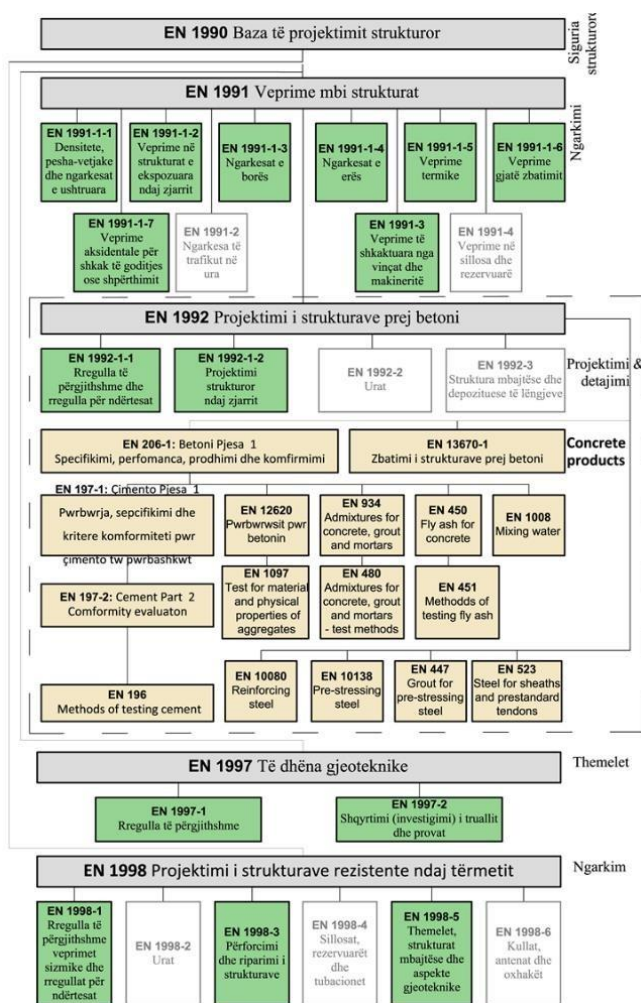 EN 1990 Baza të projektimit strukturor
Siguria
strukturore
EN 1991 Veprime mbi strukturat
Ngarkimi
EN 1991-1-1
Densitete,
pesha-vetjake
dhe ngarkesat
e ushtruara
EN 1991-1-2
Veprime në
strukturat e
ekspozuara
ndaj zjarrit
EN 1991-1-3
Ngarkesat e
borës
EN 1991-1-4
Ngarkesat e
erës
EN 1991-1-5
Veprime
termike
EN 1991-1-6
Veprime
gjatë zbatimit
EN 1991-1-7
Veprime
aksidentale për
shkak të goditjes
ose shpërthimit
EN 1991-2
Ngarkesa të
trafikut në
ura
EN 1991-3
Veprime të
shkaktuara nga
vinçat dhe
makineritë
EN 1991-4
Veprime në
sillosa dhe
rezervuarë
EN 1992 Projektimi i strukturave prej betoni
Projektimi &
detajimi
EN 1992-1-1
Rregulla të
përgjithshme dhe
rregulla për ndërtesat
EN 1992-1-2
Projektimi
strukturor
ndaj zjarrit
EN 1992-2
Urat
EN 1992-3
Struktura mbajtëse dhe
depozituese të lëngjeve
EN 206-1: Betoni Pjesa 1
Specifikimi, perfomanca, prodhimi dhe komfirmimi
EN 13670-1
Zbatimi i strukturave prej betoni
Concrete
products
EN 197-1: Çimento Pjesa 1
Pwrbwrja, sepcifikimi dhe
kritere komformiteti pwr
çimento tw pwrbashkwt
EN 12620
Pwrbwrwsit pwr
betonin
EN 934
Admixtures for
concrete, grout
and mortars
EN 450
Fly ash for
concrete
EN 1008
Mixing water
EN 197-2: Cement Part 2
Comformity evaluaton
EN 1097
Test for material
and physical
properties of
aggregates
EN 480
Admixtures for
concrete, grout
and mortars
- test methods
EN 451
Methodds of
testing fly ash
EN 196
Methods of testing cement
EN 10080
Reinforcing
steel
EN 10138
Pre-stressing
steel
EN 447
Grout for
pre-stressing
steel
EN 523
Steel for sheaths
and prestandard
tendons
EN 1997 Të dhëna gjeoteknike
Themelet
EN 1997-1
Rregulla të përgjithshme
EN 1997-2
Shqyrtimi (investigimi) i truallit
dhe provat
EN 1998 Projektimi i strukturave rezistente ndaj tërmetit
Ngarkim
EN 1998-1
Rregulla të
përgjithshme
veprimet
sizmike dhe
rregullat për
ndërtesat
EN 1998-2
Urat
EN 1998-3
Përforcimi
dhe riparimi i
strukturave
EN 1998-4
Sillosat,
rezervuarët
dhe
tubacionet
EN 1998-5
Themelet,
strukturat
mbajtëse dhe
aspekte
gjeoteknike
EN 1998-6
Kullat,
antenat dhe
oxhakët